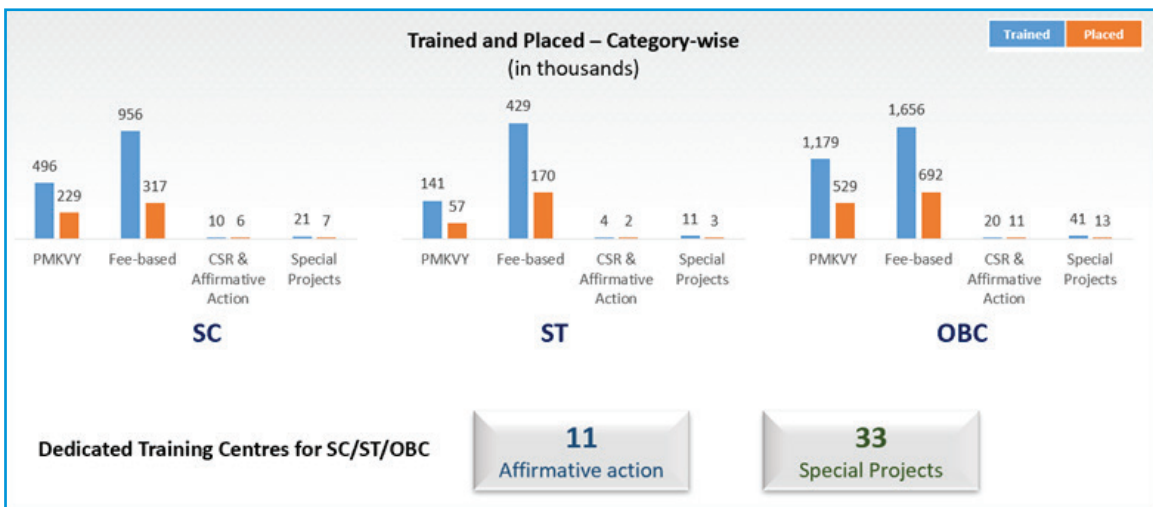 Trained and Placed – Category-wise
(in thousands)
Trained Placed
496
229
956
317
10 6
21 7
PMKVY Fee-based CSR & Affirmative Action Special Projects
SC
141
57
429
170
4 2
11 3
PMKVY Fee-based CSR & Affirmative Action Special Projects
ST
1,179
529
1,656
692
20 11
41 13
PMKVY Fee-based CSR & Affirmative Action Special Projects
OBC
Dedicated Training Centres for SC/ST/OBC
11
Affirmative action
33
Special Projects